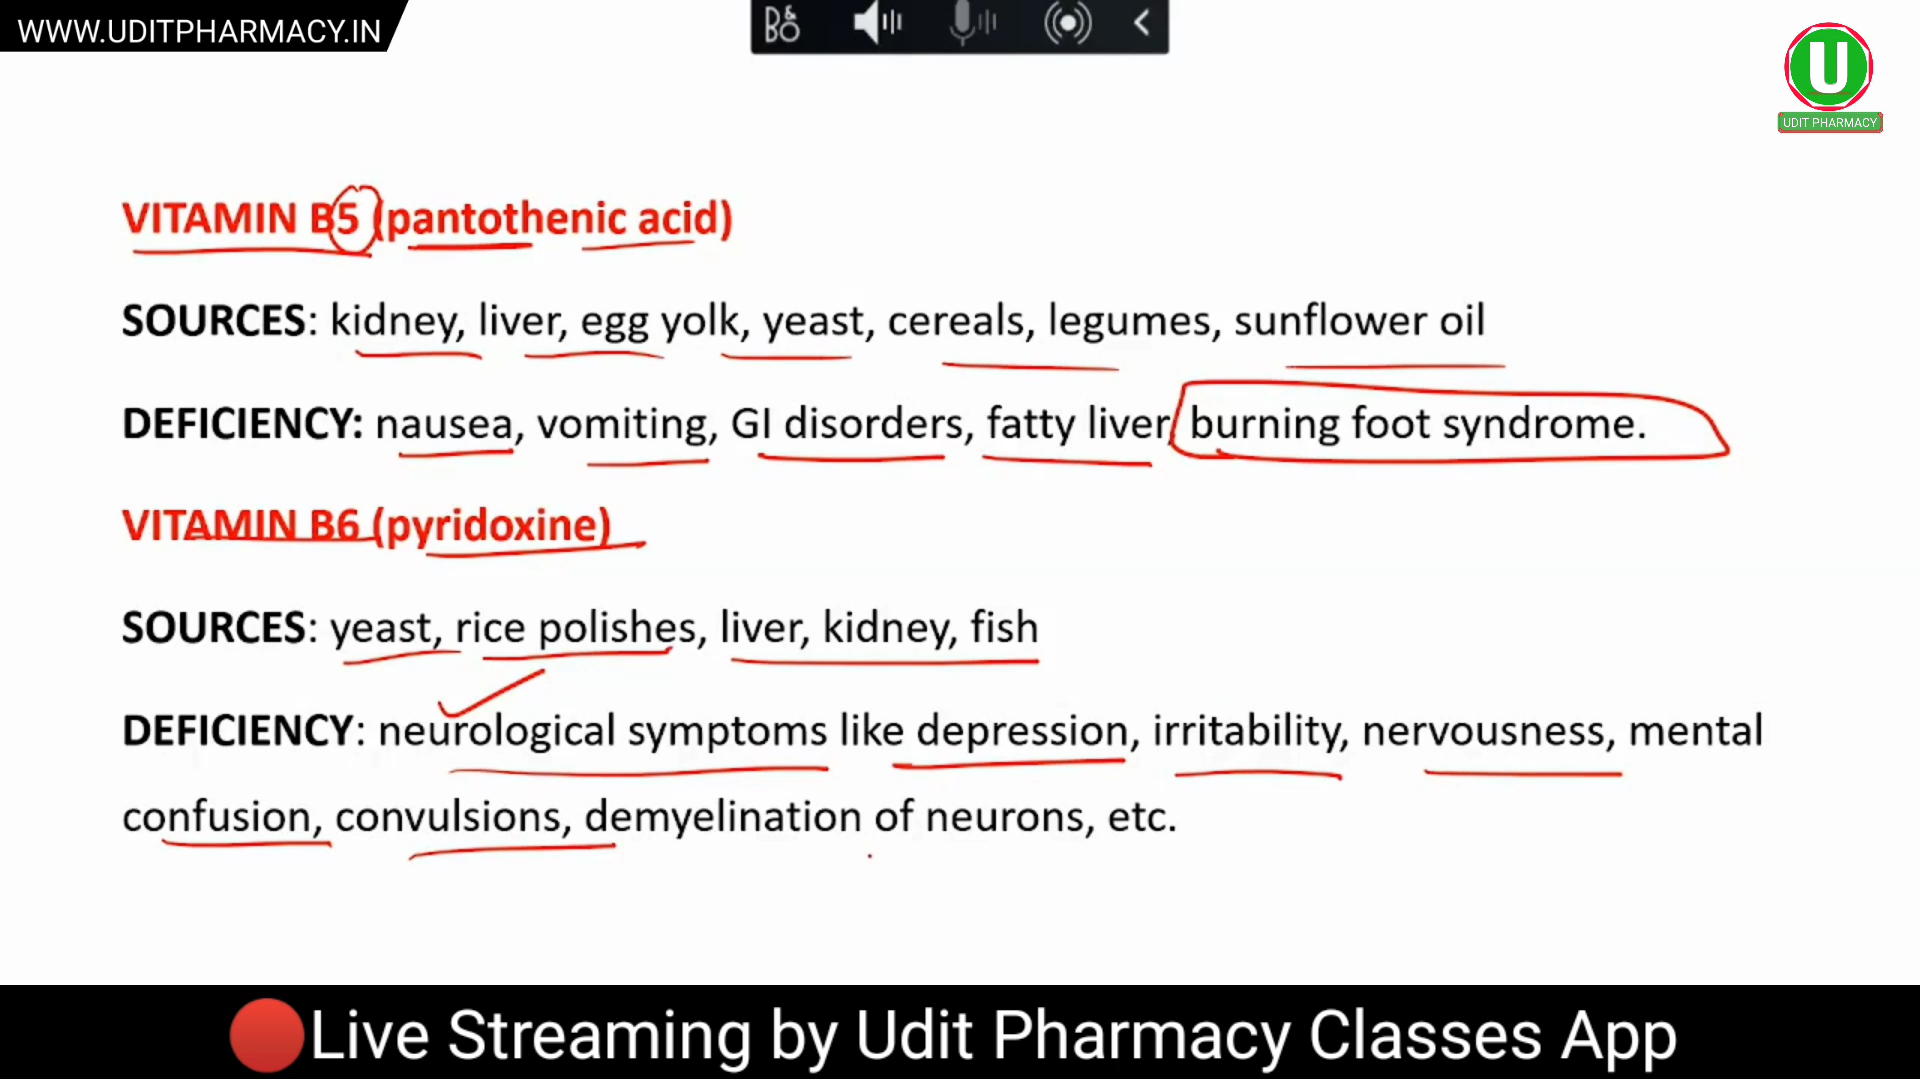 WWW.UDITPHARMACY.IN
B&O
U
UDIT PHARMACY
VITAMIN B5 (pantothenic acid)
SOURCES: kidney, liver, egg yolk, yeast, cereals, legumes, sunflower oil
DEFICIENCY: nausea, vomiting, GI disorders, fatty liver, burning foot syndrome.
VITAMIN B6 (pyridoxine)
SOURCES: yeast, rice polishes, liver, kidney, fish
DEFICIENCY: neurological symptoms like depression, irritability, nervousness, mental
confusion, convulsions, demyelination of neurons, etc.
Live Streaming by Udit Pharmacy Classes App